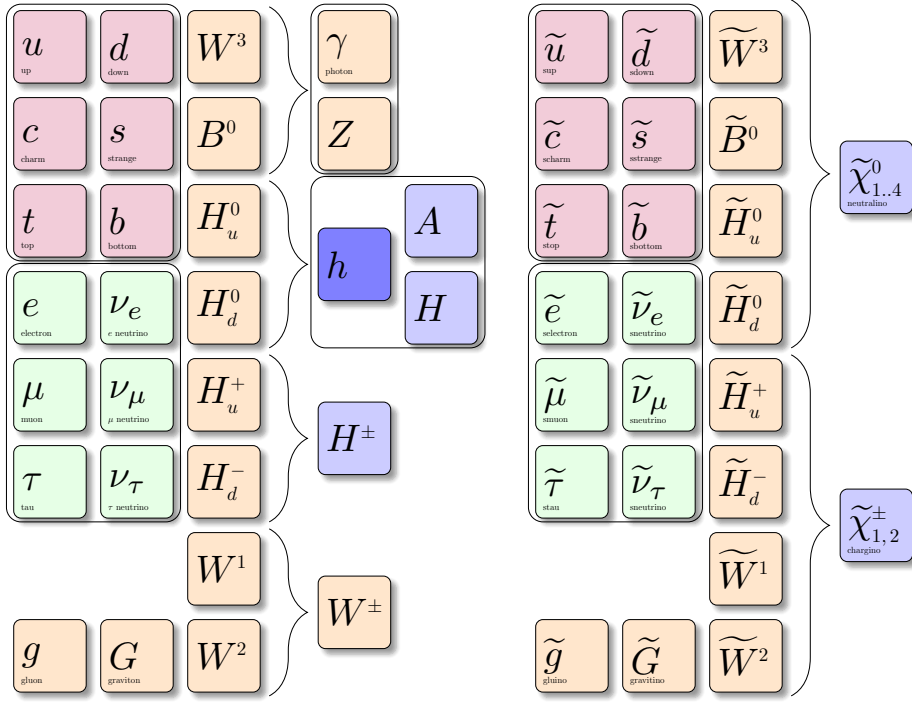 u d W³ γ ũ d̃ W̃³
up down photon sup sdown
c s B⁰ Z c̃ s̃ B̃⁰
charm strange scharm sstrange
χ̃⁰₁..₄
neutralino
t b H⁰ᵤ A t̃ b̃ H̃⁰ᵤ
top bottom stop sbottom
h
e νₑ H⁰_d H ẽ ν̃ₑ H̃⁰_d
electron e neutrino selectron sneutrino
μ ν_μ H⁺ᵤ μ̃ ν̃_μ H̃⁺ᵤ
muon μ neutrino smuon sneutrino
H±
τ ν_τ H⁻_d τ̃ ν̃_τ H̃⁻_d
tau τ neutrino stau sneutrino
χ̃±₁,₂
chargino
W¹ W̃¹
W±
g G W² g̃ G̃ W̃²
gluon graviton gluino gravitino